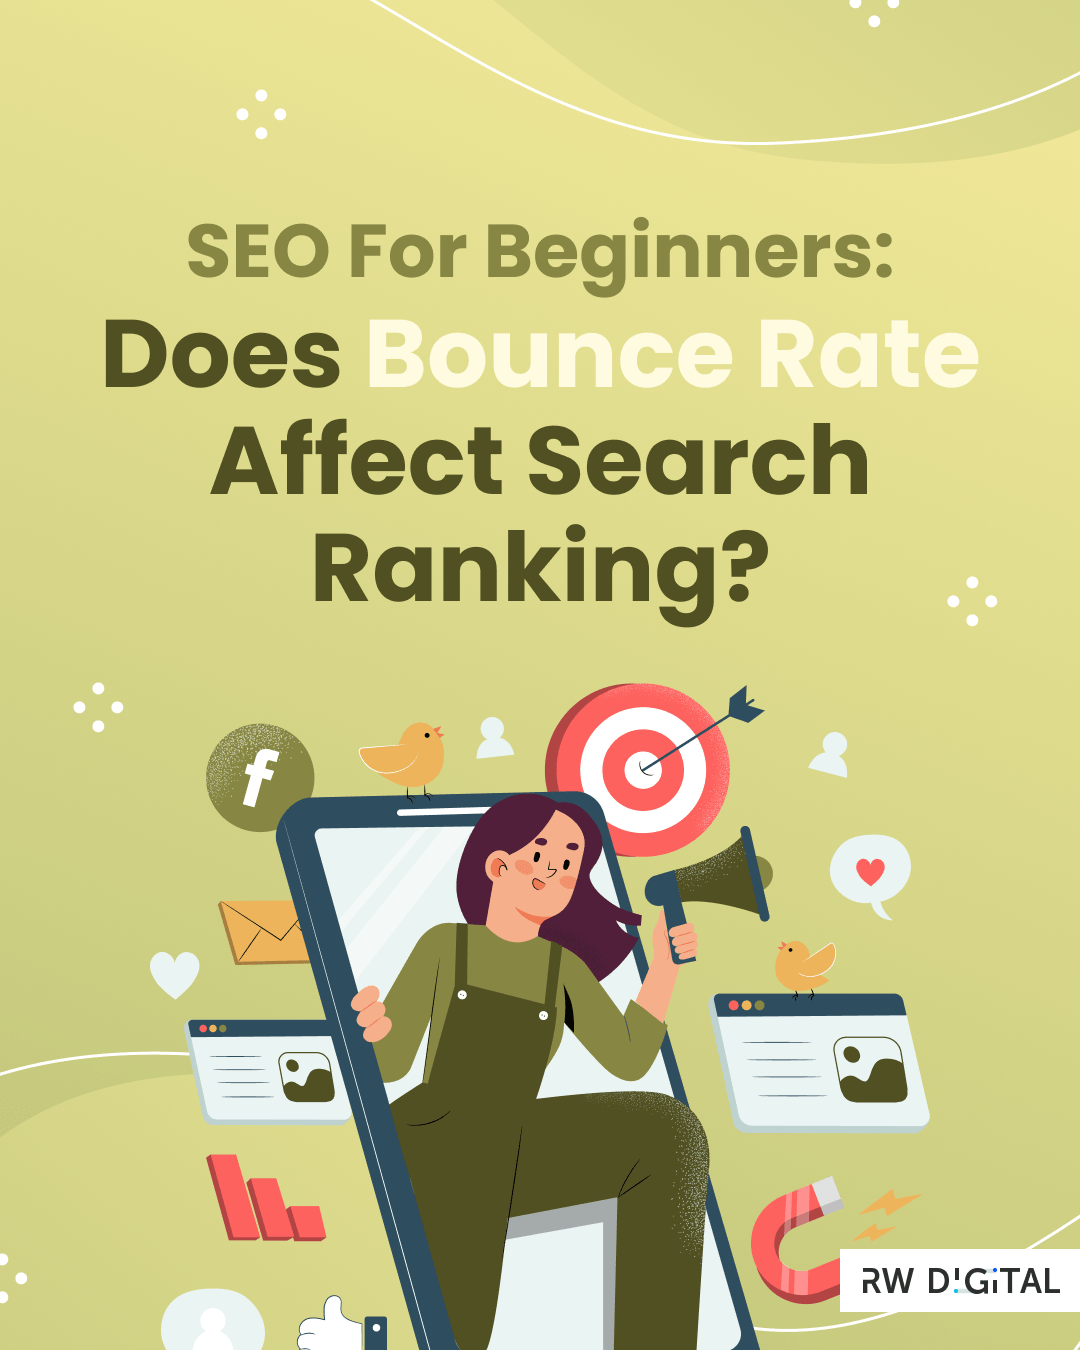 SEO For Beginners:
Does Bounce Rate
Affect Search
Ranking?
f
RW DIGITAL